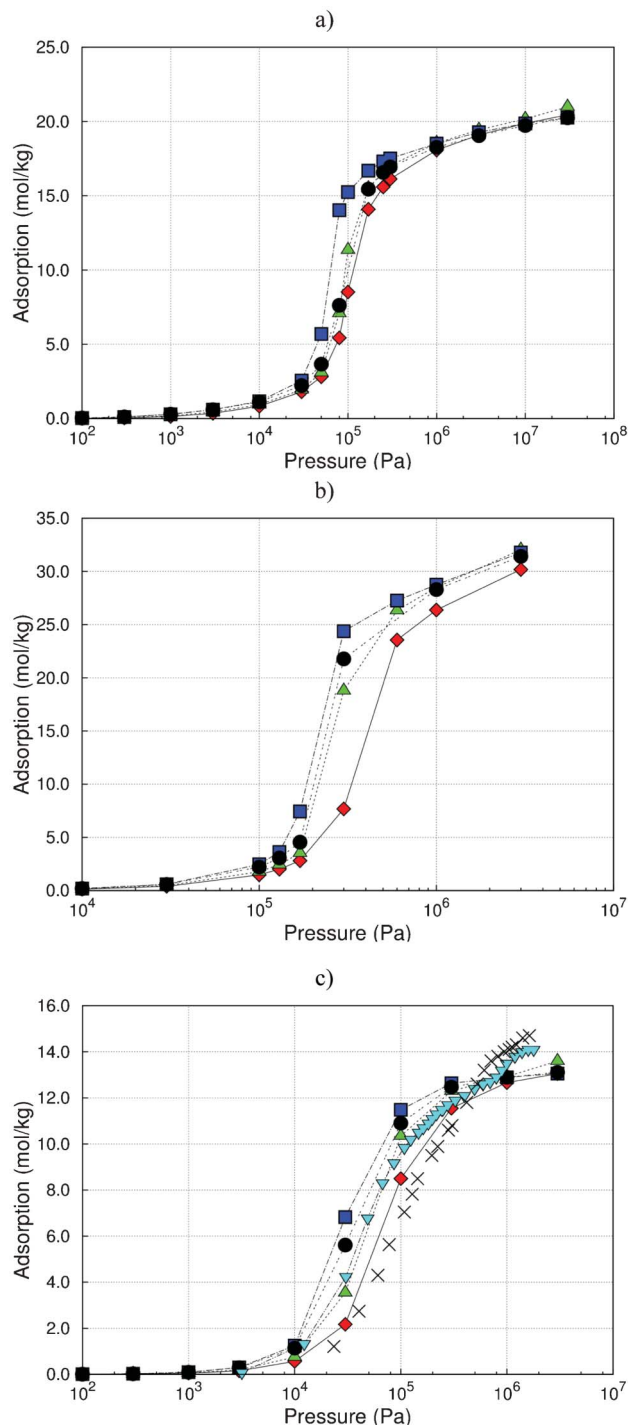 a)
25.0
20.0
15.0
10.0
5.0
0.0
Adsorption (mol/kg)
10² 10³ 10⁴ 10⁵ 10⁶ 10⁷ 10⁸
Pressure (Pa)
b)
35.0
30.0
25.0
20.0
15.0
10.0
5.0
0.0
Adsorption (mol/kg)
10⁴ 10⁵ 10⁶ 10⁷
Pressure (Pa)
c)
16.0
14.0
12.0
10.0
8.0
6.0
4.0
2.0
0.0
Adsorption (mol/kg)
10² 10³ 10⁴ 10⁵ 10⁶ 10⁷
Pressure (Pa)